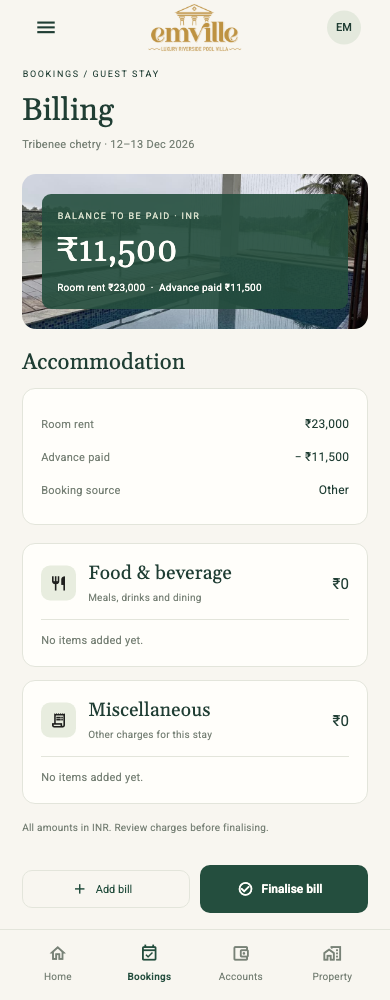 emville
LUXURY RIVERSIDE POOL VILLA
EM
BOOKINGS / GUEST STAY
Billing
Tribenee chetry · 12–13 Dec 2026
BALANCE TO BE PAID · INR
₹11,500
Room rent ₹23,000 · Advance paid ₹11,500
Accommodation
Room rent ₹23,000
Advance paid − ₹11,500
Booking source Other
Food & beverage ₹0
Meals, drinks and dining
No items added yet.
Miscellaneous ₹0
Other charges for this stay
No items added yet.
All amounts in INR. Review charges before finalising.
+ Add bill Finalise bill
Home Bookings Accounts Property